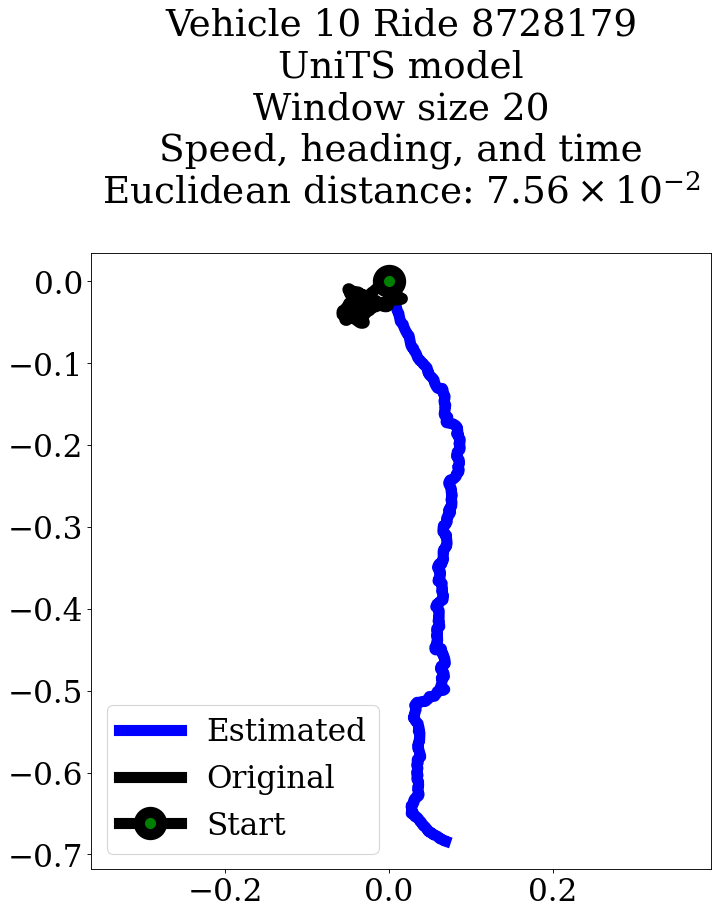 Vehicle 10 Ride 8728179
UniTS model
Window size 20
Speed, heading, and time
Euclidean distance: $7.56 \times 10^{-2}$
0.0
−0.1
−0.2
−0.3
−0.4
−0.5
−0.6
−0.7
Estimated
Original
Start
−0.2 0.0 0.2